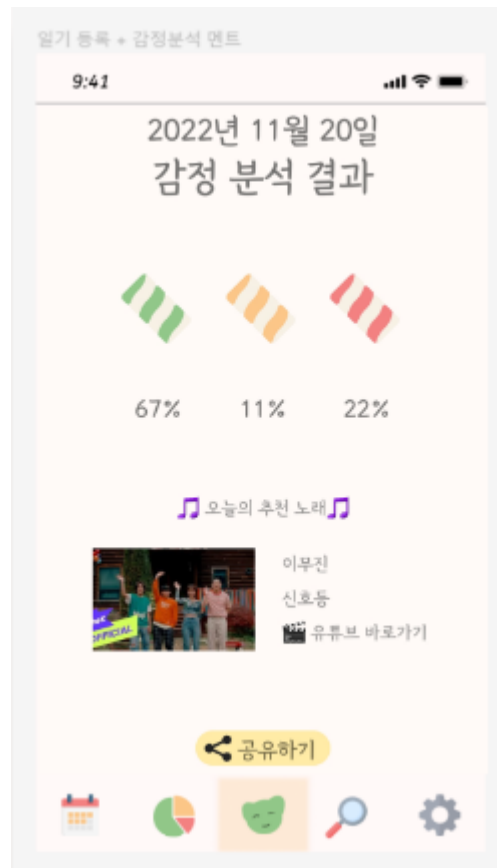 일기 등록 + 감정분석 멘트
9:41
2022년 11월 20일
감정 분석 결과
67% 11% 22%
오늘의 추천 노래
이무진
신호등
OFFICIAL
유튜브 바로가기
공유하기